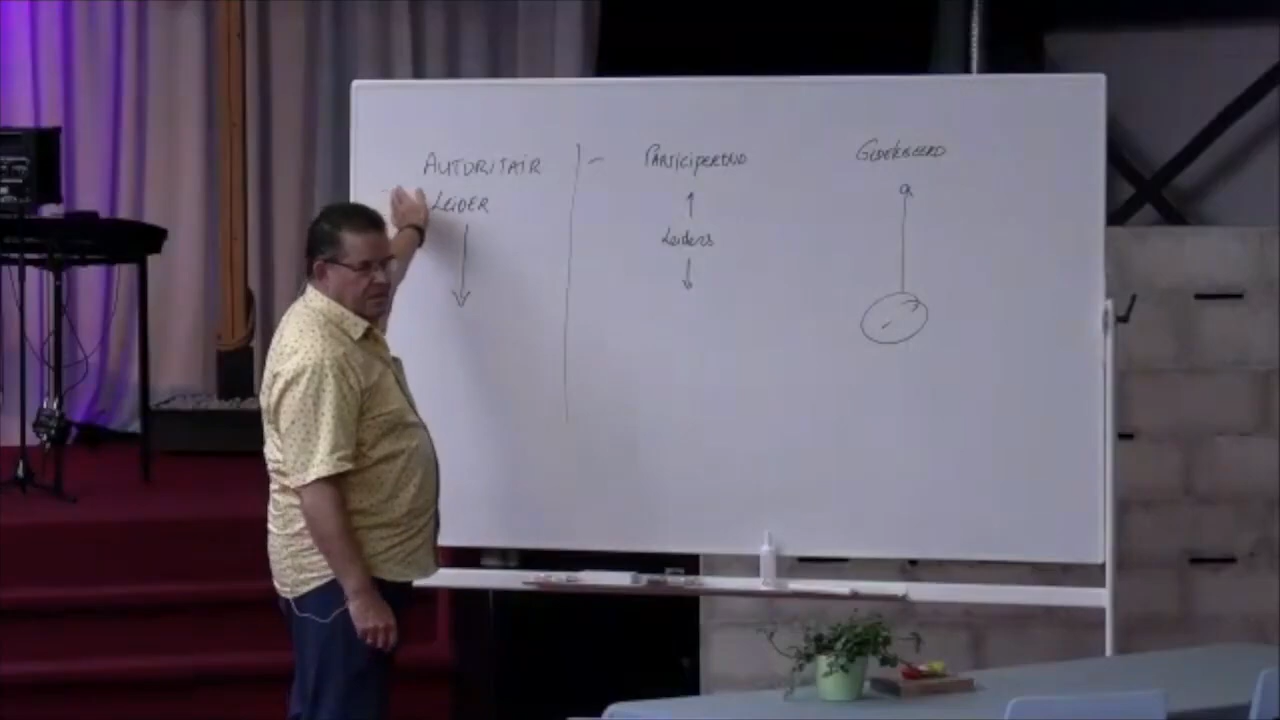 AUTORITAIR
LEIDER
PARTICIPEREND
Leiders
GEDELEGEERD